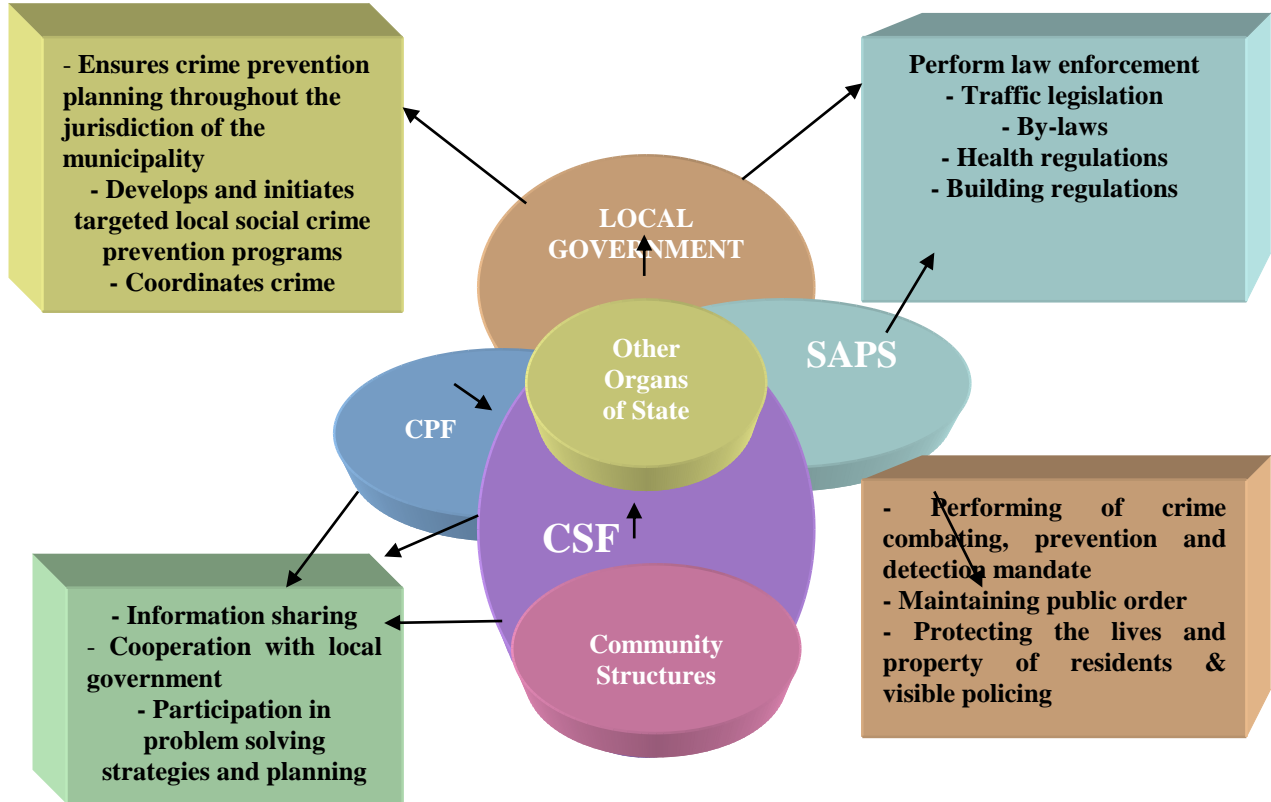 - Ensures crime prevention
planning throughout the
jurisdiction of the
municipality
- Develops and initiates
targeted local social crime
prevention programs
- Coordinates crime
Perform law enforcement
- Traffic legislation
- By-laws
- Health regulations
- Building regulations
LOCAL
GOVERNMENT
Other
Organs
of State
SAPS
CPF
CSF
Community
Structures
- Information sharing
- Cooperation with local
government
- Participation in
problem solving
strategies and planning
- Performing of crime
combating, prevention and
detection mandate
- Maintaining public order
- Protecting the lives and
property of residents &
visible policing